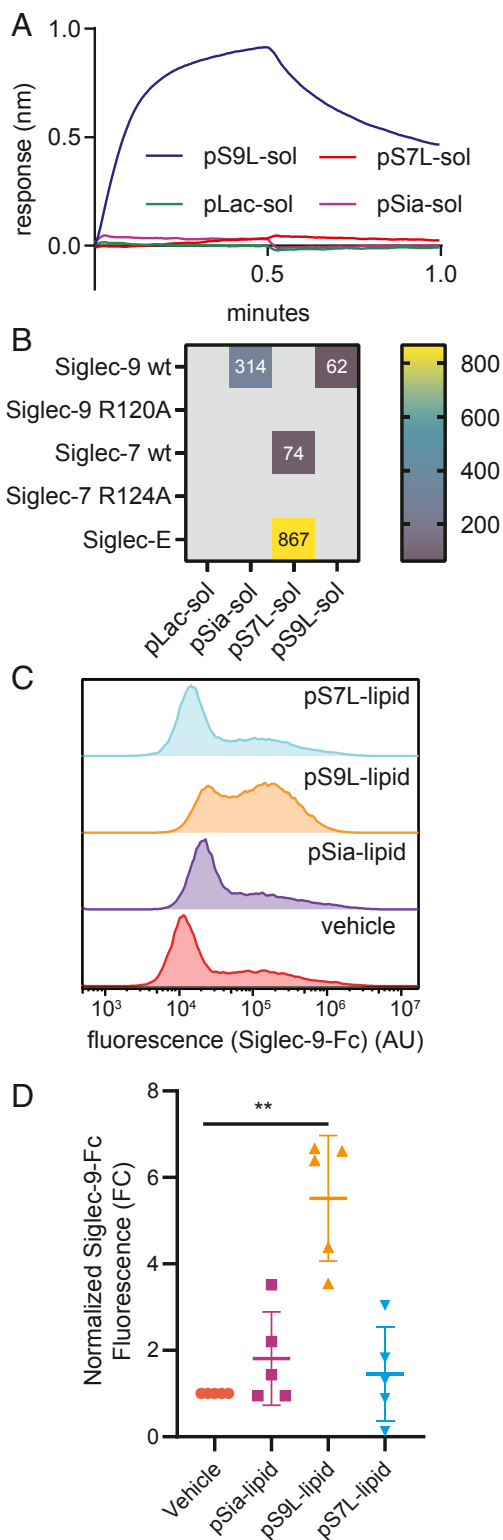 A
1.0
0.5
0.0
response (nm)
pS9L-sol
pS7L-sol
pLac-sol
pSia-sol
0.5
1.0
minutes
B
Siglec-9 wt
314
62
Siglec-9 R120A
Siglec-7 wt
74
Siglec-7 R124A
Siglec-E
867
pLac-sol
pSia-sol
pS7L-sol
pS9L-sol
800
600
400
200
C
pS7L-lipid
pS9L-lipid
pSia-lipid
vehicle
10³
10⁴
10⁵
10⁶
10⁷
fluorescence (Siglec-9-Fc) (AU)
D
Normalized Siglec-9-Fc
Fluorescence (FC)
8
6
4
2
0
**
Vehicle
pSia-lipid
pS9L-lipid
pS7L-lipid